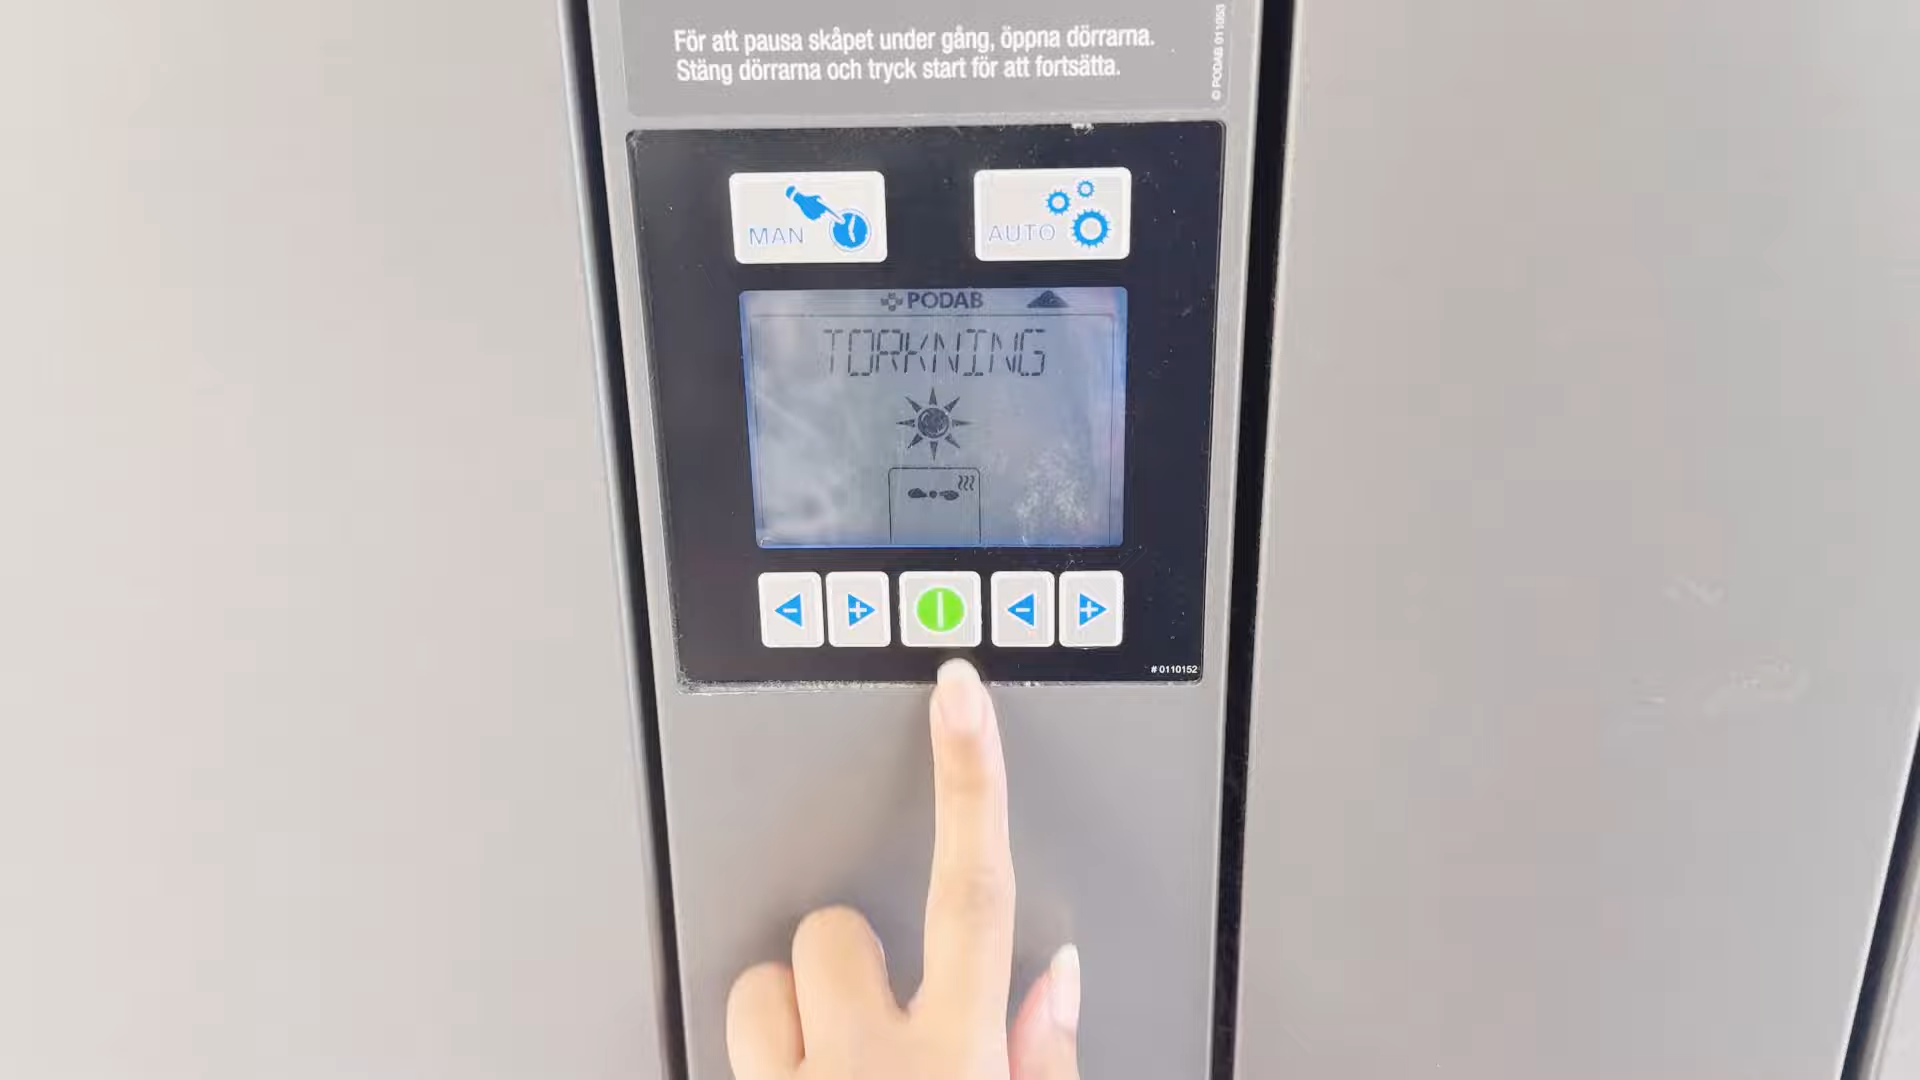 För att pausa skåpet under gång, öppna dörrarna.
Stäng dörrarna och tryck start för att fortsätta.
© PODAB 011053
MAN
AUTO
PODAB
TORKNING
# 0110152